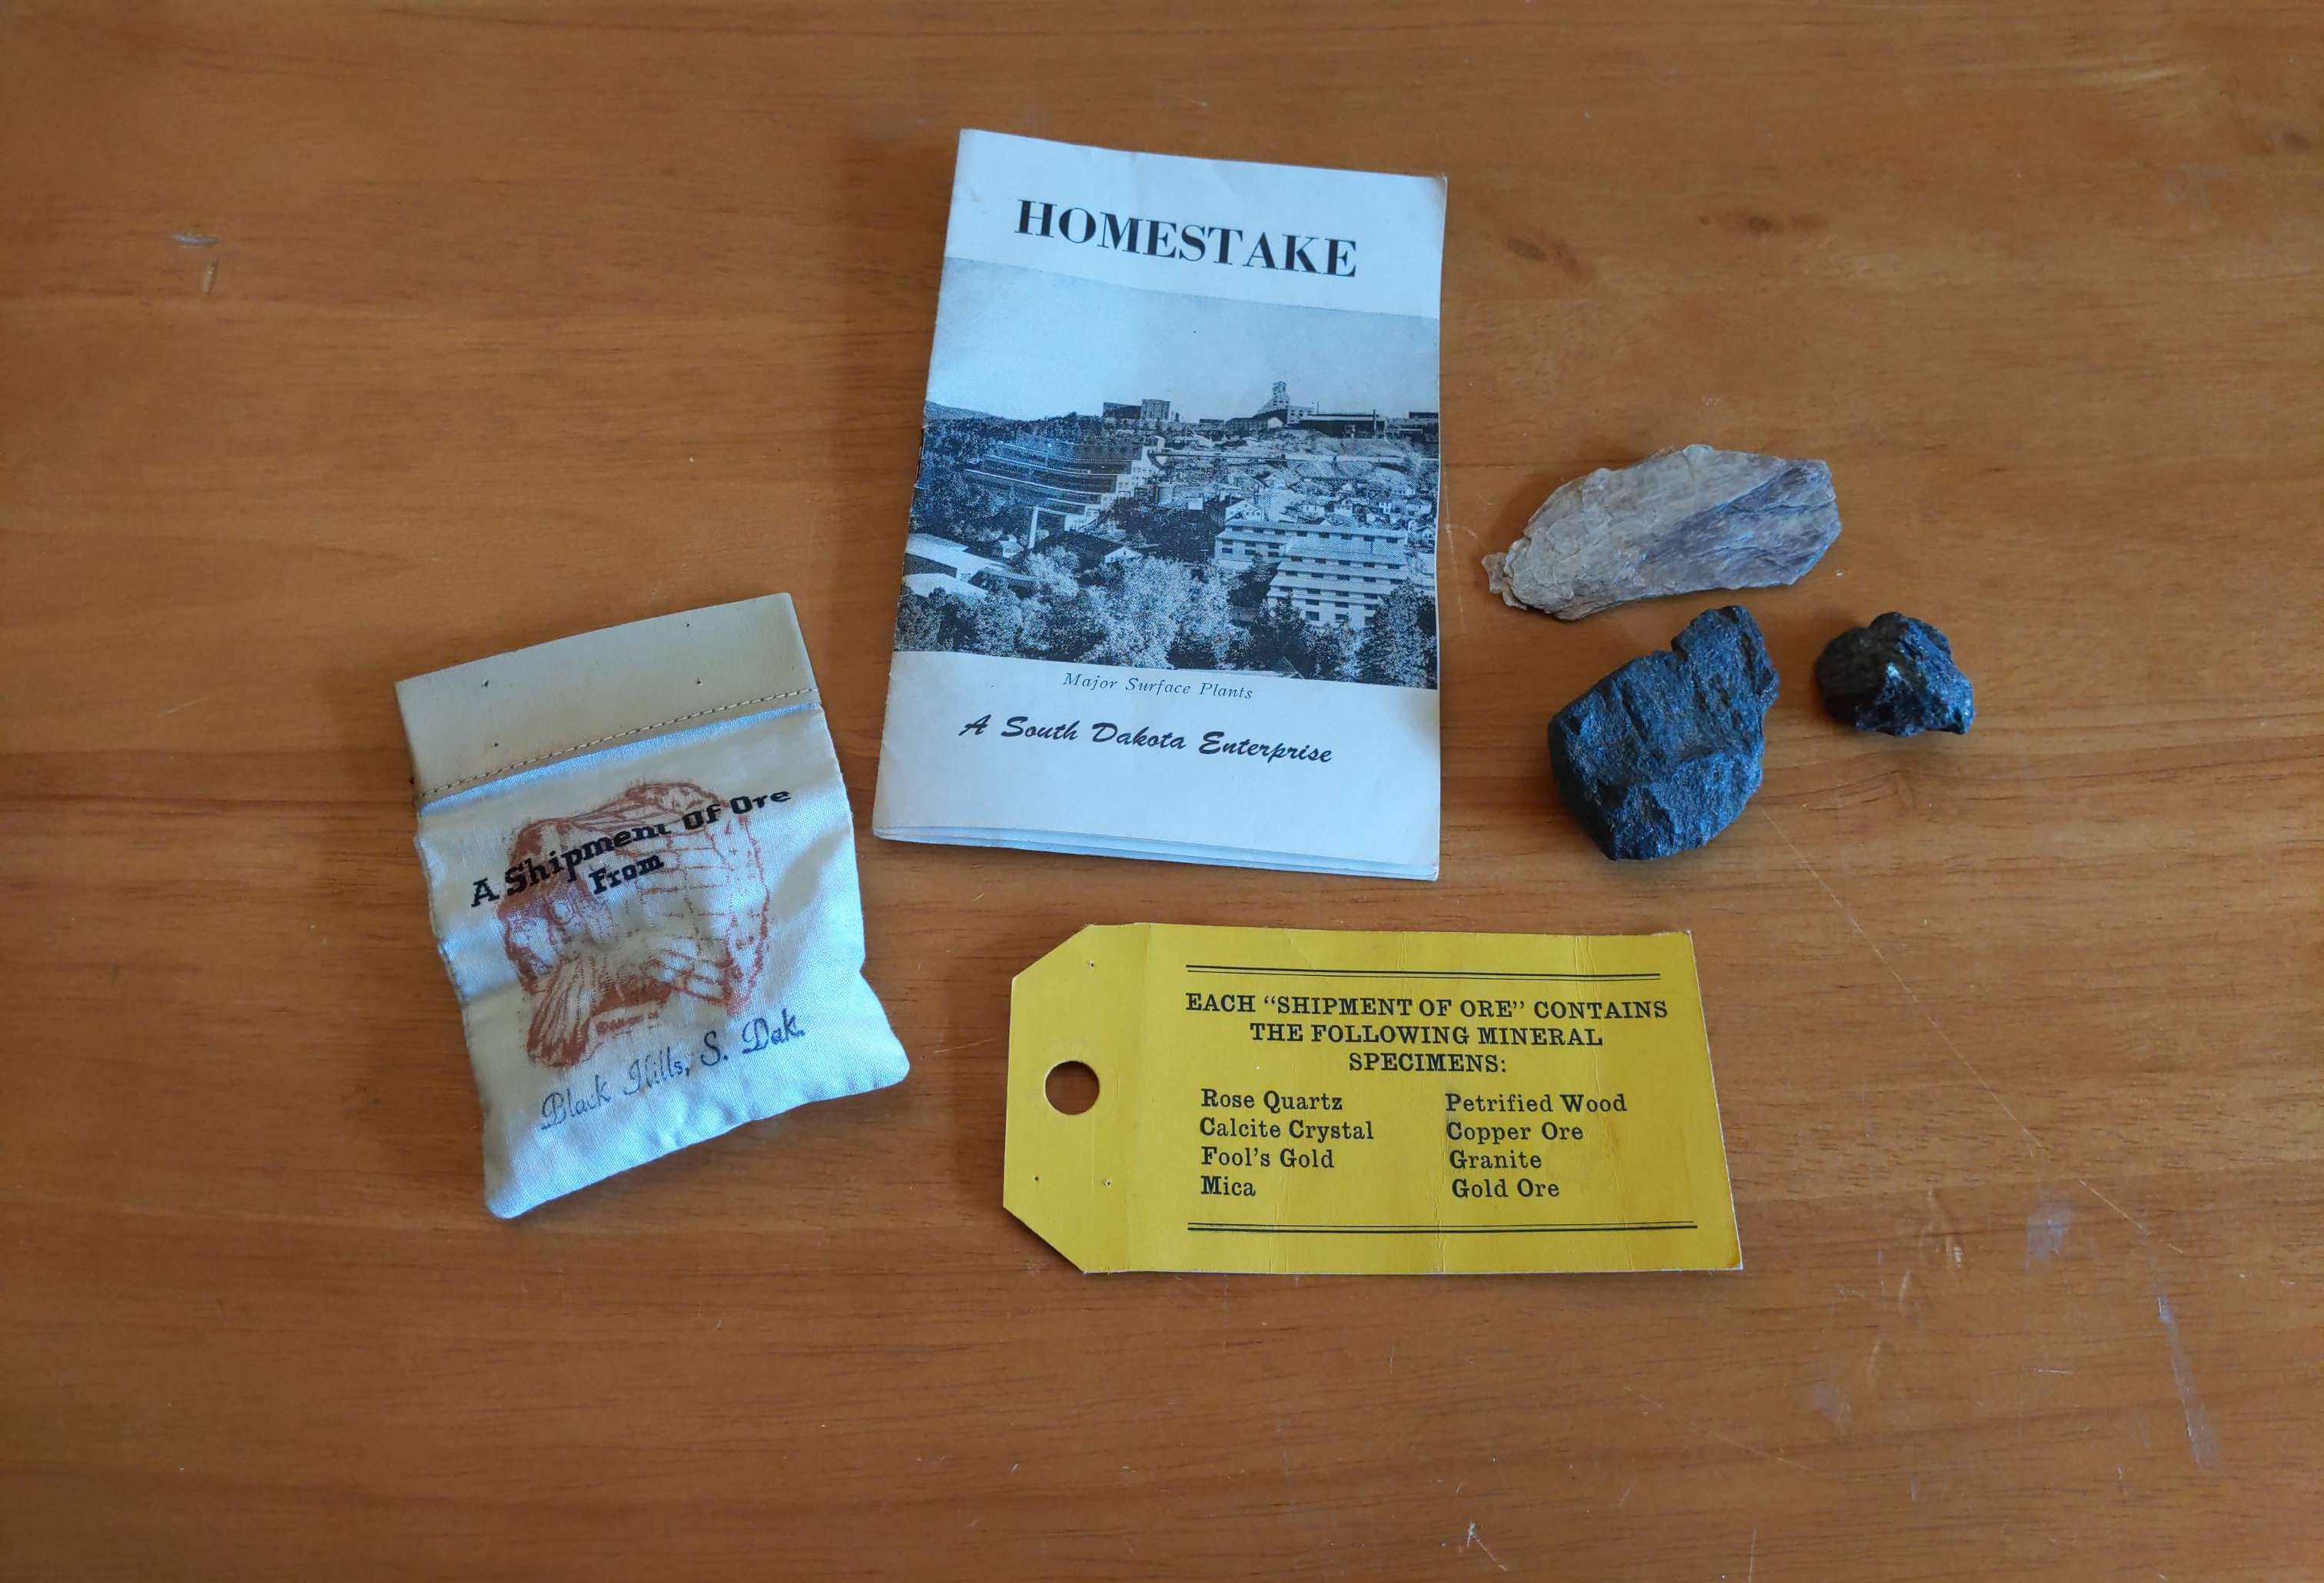 HOMESTAKE
Major Surface Plants
A South Dakota Enterprise
A Shipment Of Ore
From
Black Hills, S. Dak.
EACH “SHIPMENT OF ORE” CONTAINS
THE FOLLOWING MINERAL
SPECIMENS:
Rose Quartz
Calcite Crystal
Fool's Gold
Mica
Petrified Wood
Copper Ore
Granite
Gold Ore